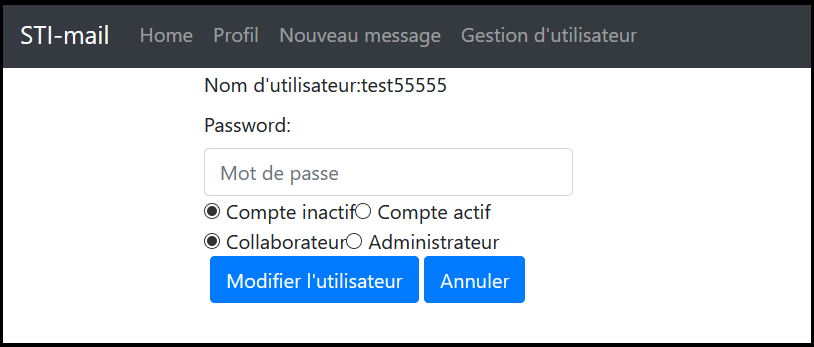 STI-mail Home Profil Nouveau message Gestion d'utilisateur
Nom d'utilisateur:test55555
Password:
Mot de passe
Compte inactif Compte actif
Collaborateur Administrateur
Modifier l'utilisateur Annuler